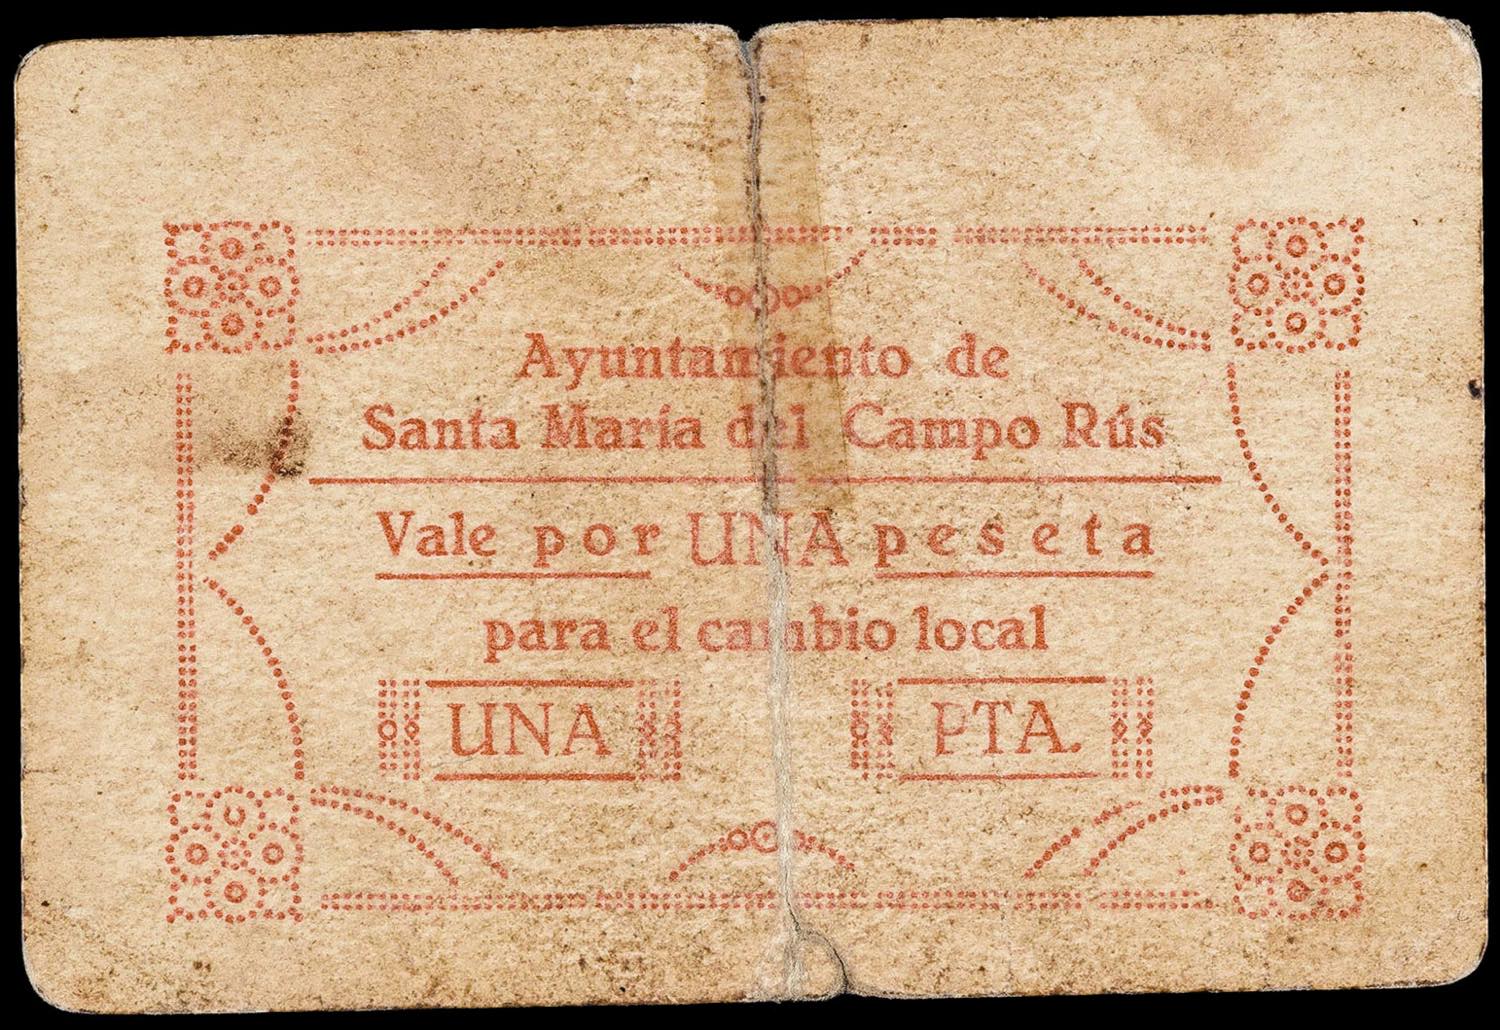 Ayuntamiento de
Santa María del Campo Rús
Vale por UNA peseta
para el cambio local
UNA PTA.